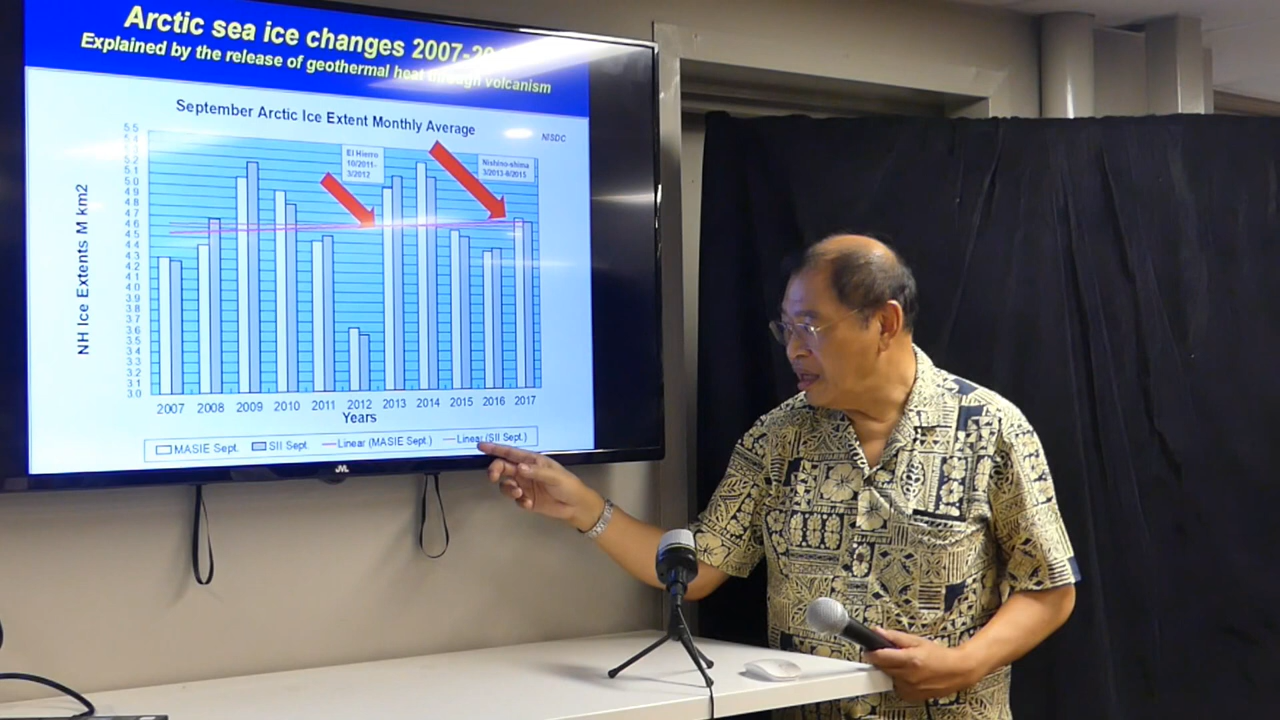 Arctic sea ice changes 2007-20
Explained by the release of geothermal heat through volcanism
September Arctic Ice Extent Monthly Average
NISDC
NH Ice Extents M km2
5.5
5.4
5.3
5.2
5.1
5.0
4.9
4.8
4.7
4.6
4.5
4.4
4.3
4.2
4.1
4.0
3.9
3.8
3.7
3.6
3.5
3.4
3.3
3.2
3.1
3.0
El Hierro
10/2011-
3/2012
Nishino-shima
3/2013-8/2015
2007 2008 2009 2010 2011 2012 2013 2014 2015 2016 2017
Years
MASIE Sept. SII Sept. Linear (MASIE Sept.) Linear (SII Sept.)
JVC